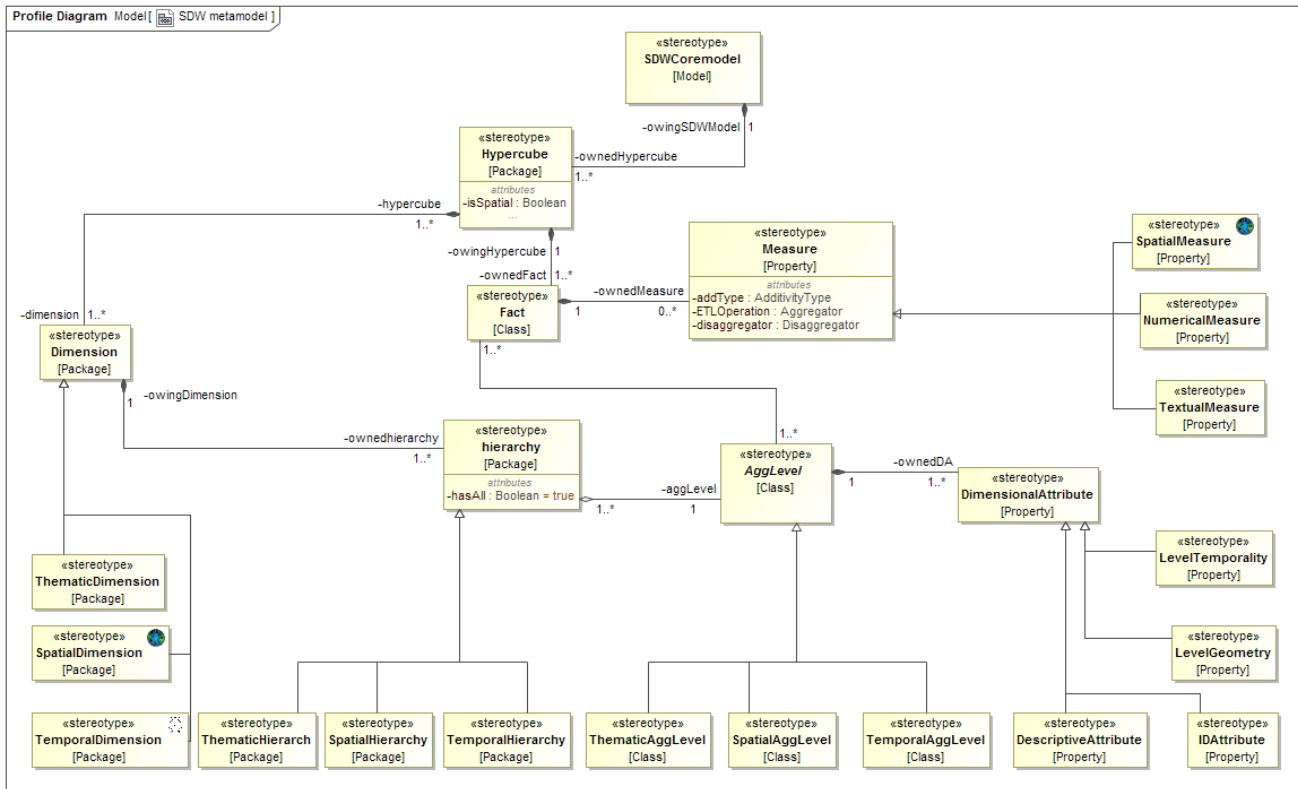 Profile Diagram Model[ SDW metamodel ]
«stereotype»
SDWCoremodel
[Model]
-owingSDWModel 1
«stereotype»
Hypercube
[Package]
attributes
-isSpatial : Boolean
...
-ownedHypercube
1..*
-hypercube
1..*
-owingHypercube 1
-ownedFact 1..*
«stereotype»
Fact
[Class]
-ownedMeasure
1 0..*
1..*
«stereotype»
Measure
[Property]
attributes
-addType : AdditivityType
-ETLOperation : Aggregator
-disaggregator : Disaggregator
«stereotype»
SpatialMeasure
[Property]
«stereotype»
NumericalMeasure
[Property]
«stereotype»
TextualMeasure
[Property]
-dimension 1..*
«stereotype»
Dimension
[Package]
1 -owingDimension
-ownedhierarchy
1..*
«stereotype»
hierarchy
[Package]
attributes
-hasAll : Boolean = true
-aggLevel
1..* 1
1..*
«stereotype»
AggLevel
[Class]
-ownedDA
1 1..*
«stereotype»
DimensionalAttribute
[Property]
«stereotype»
LevelTemporality
[Property]
«stereotype»
LevelGeometry
[Property]
«stereotype»
ThematicDimension
[Package]
«stereotype»
SpatialDimension
[Package]
«stereotype»
TemporalDimension
[Package]
«stereotype»
ThematicHierarch
[Package]
«stereotype»
SpatialHierarchy
[Package]
«stereotype»
TemporalHierarchy
[Package]
«stereotype»
ThematicAggLevel
[Class]
«stereotype»
SpatialAggLevel
[Class]
«stereotype»
TemporalAggLevel
[Class]
«stereotype»
DescriptiveAttribute
[Property]
«stereotype»
IDAttribute
[Property]